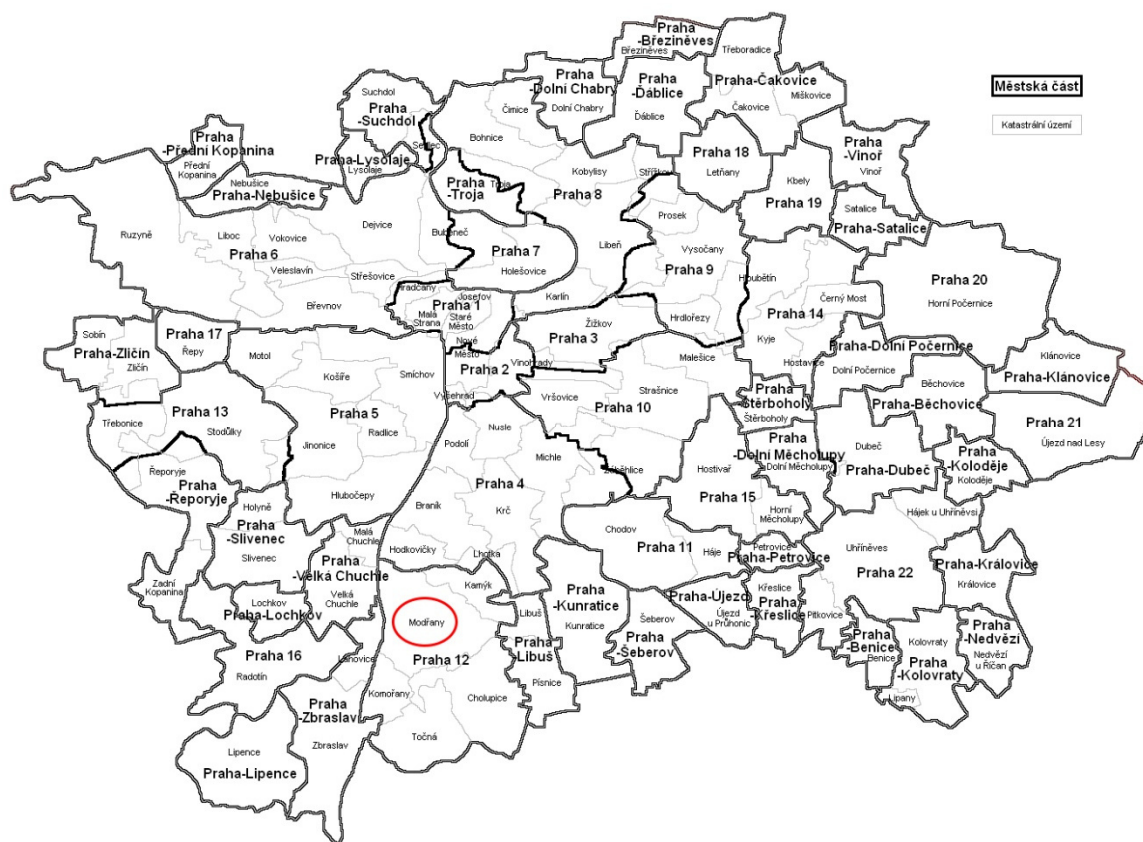 Praha
-Březiněves
Březiněves
Třeboradice
Praha-Čakovice
Miškovice
Čakovice
Praha
-Dolní Chabry
Dolní Chabry
Praha
-Ďáblice
Ďáblice
Městská část
Katastrální území
Suchdol
Praha
-Suchdol
Sedlec
Čimice
Bohnice
Praha
-Přední Kopanina
Přední
Kopanina
Praha-Lysolaje
Lysolaje
Nebušice
Praha-Nebušice
Praha
-Troja
Troja
Kobylisy
Střížkov
Praha 8
Libeň
Karlín
Praha 18
Letňany
Praha
-Vinoř
Vinoř
Kbely
Praha 19
Satalice
Praha-Satalice
Ruzyně
Liboc
Vokovice
Dejvice
Bubeneč
Praha 6
Veleslavín
Střešovice
Břevnov
Hradčany
Praha 7
Holešovice
Prosek
Vysočany
Praha 9
Hrdlořezy
Hloubětín
Praha 20
Horní Počernice
Černý Most
Praha 14
Kyje
Hostavice
Josefov
Praha 1
Malá
Strana
Staré
Město
Nové
Město
Žižkov
Praha 3
Vinohrady
Praha 2
Vyšehrad
Malešice
Sobín
Praha-Zličín
Zličín
Praha 17
Řepy
Motol
Košíře
Smíchov
Praha 5
Radlice
Jinonice
Hlubočepy
Praha 13
Třebonice
Stodůlky
Řeporyje
Praha
-Řeporyje
Strašnice
Vršovice
Praha 10
Záběhlice
Praha-Dolní Počernice
Dolní Počernice
Klánovice
Praha-Klánovice
Běchovice
Praha-Běchovice
Praha
-Štěrboholy
Štěrboholy
Praha 21
Újezd nad Lesy
Nusle
Podolí
Michle
Praha 4
Krč
Braník
Hodkovičky
Lhotka
Praha
-Dolní Měcholupy
Dolní Měcholupy
Hostivař
Praha 15
Horní
Měcholupy
Dubeč
Praha-Dubeč
Praha
-Koloděje
Koloděje
Holyně
Praha
-Slivenec
Slivenec
Malá
Chuchle
Praha
-Velká Chuchle
Velká
Chuchle
Chodov
Praha 11
Háje
Petrovice
Praha-Petrovice
Hájek u Uhříněvsi
Uhříněves
Praha 22
Pitkovice
Praha-Královice
Královice
Zadní
Kopanina
Lochkov
Praha-Lochkov
Praha 16
Radotín
Kamýk
Modřany
Praha 12
Komořany
Cholupice
Točná
Libuš
Praha
-Libuš
Písnice
Praha
-Kunratice
Kunratice
Šeberov
Praha
-Šeberov
Praha-Újezd
Újezd
u Průhonic
Křeslice
Praha
-Křeslice
Praha
-Benice
Benice
Kolovraty
Praha
-Kolovraty
Lipany
Praha
-Nedvězí
Nedvězí
u Říčan
Lahovice
Praha
-Zbraslav
Zbraslav
Lipence
Praha-Lipence